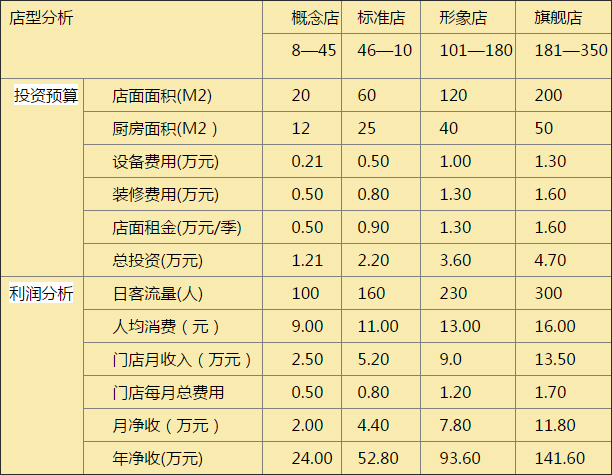 店型分析 概念店 标准店 形象店 旗舰店
8—45 46—10 101—180 181—350
投资预算 店面面积(M2) 20 60 120 200
厨房面积(M2 ) 12 25 40 50
设备费用(万元) 0.21 0.50 1.00 1.30
装修费用(万元) 0.50 0.80 1.30 1.60
店面租金(万元/季) 0.50 0.90 1.30 1.60
总投资(万元) 1.21 2.20 3.60 4.70
利润分析 日客流量(人) 100 160 230 300
人均消费（元 ) 9.00 11.00 13.00 16.00
门店月收入（万元 ) 2.50 5.20 9.0 13.50
门店每月总费用 0.50 0.80 1.20 1.70
月净收（万元 ) 2.00 4.40 7.80 11.80
年净收(万元) 24.00 52.80 93.60 141.60